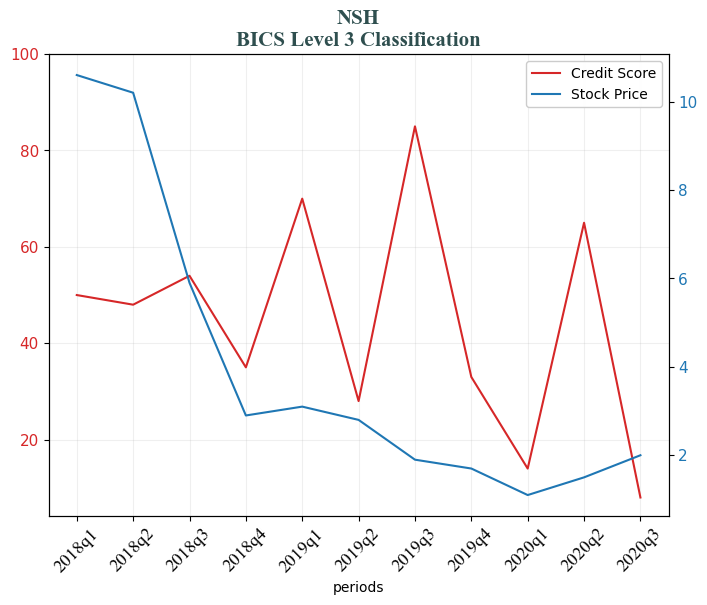 NSH
BICS Level 3 Classification
Credit Score
Stock Price
100
80
60
40
20
10
8
6
4
2
2018q1
2018q2
2018q3
2018q4
2019q1
2019q2
2019q3
2019q4
2020q1
2020q2
2020q3
periods